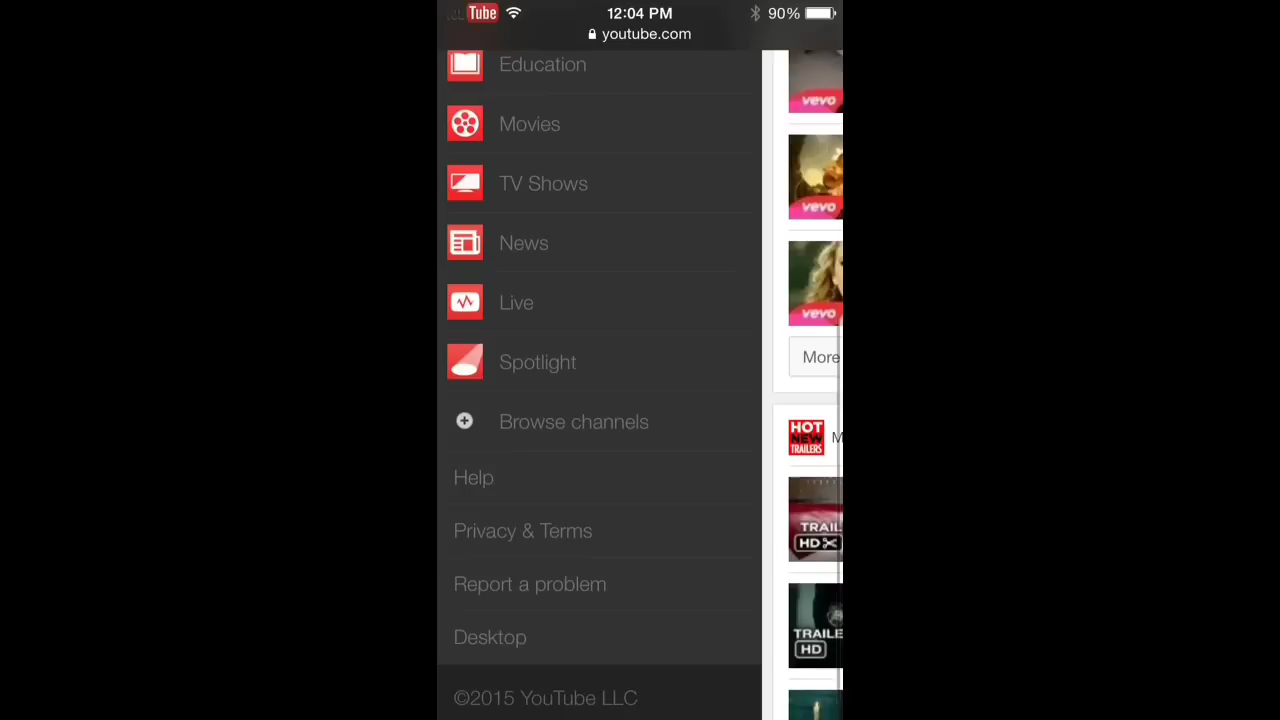 Tube 12:04 PM 90%
youtube.com
Education
Movies
TV Shows
News
Live
Spotlight
Browse channels
Help
Privacy & Terms
Report a problem
Desktop
©2015 YouTube LLC
vevo
vevo
vevo
More
HOT
NEW
TRAILERS
M
TRAIL
HD
TRAILE
HD